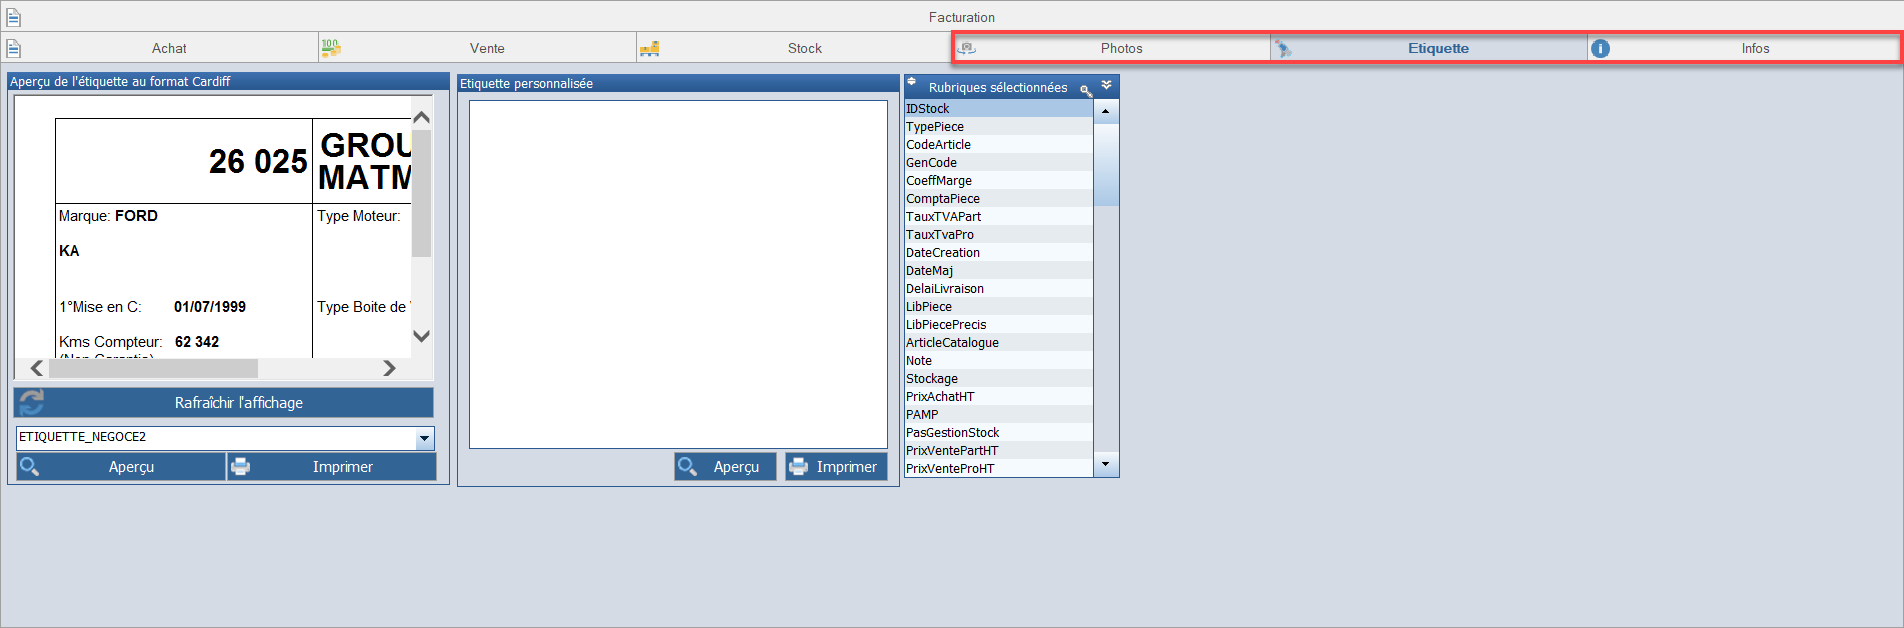 Facturation
Achat
Vente
Stock
Photos
Etiquette
Infos
Aperçu de l'étiquette au format Cardiff
26 025
GROU
MATM
Marque: FORD
Type Moteur:
KA
1°Mise en C: 01/07/1999
Type Boite de
Kms Compteur: 62 342
Rafraîchir l'affichage
ETIQUETTE_NEGOCE2
Aperçu
Imprimer
Etiquette personnalisée
Aperçu
Imprimer
Rubriques sélectionnées
IDStock
TypePiece
CodeArticle
GenCode
CoeffMarge
ComptaPiece
TauxTVAPart
TauxTvaPro
DateCreation
DateMaj
DelaiLivraison
LibPiece
LibPiecePrecis
ArticleCatalogue
Note
Stockage
PrixAchatHT
PAMP
PasGestionStock
PrixVentePartHT
PrixVenteProHT